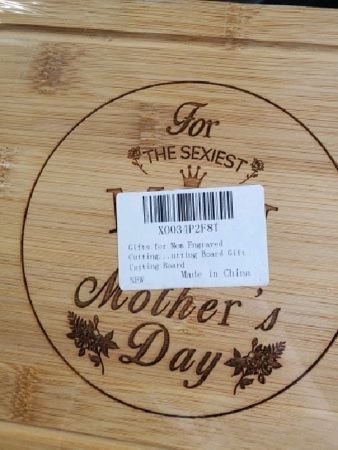 For
THE SEXIEST
X0034P2F8T
Gifts for Mom Engraved
Cutting...utting Board Gift
Cutting Board
NEW Made in China
Mother's
Day